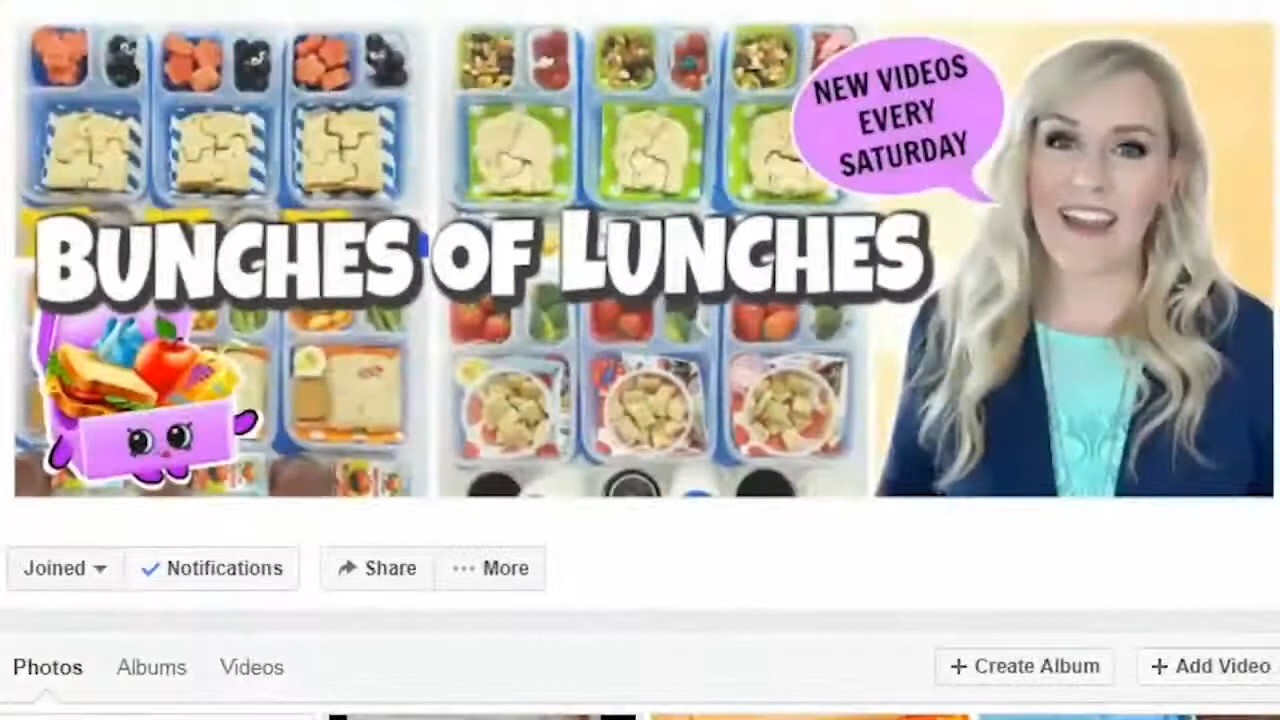 NEW VIDEOS
EVERY
SATURDAY
BUNCHES OF LUNCHES
Joined Notifications Share More
Photos Albums Videos + Create Album + Add Video